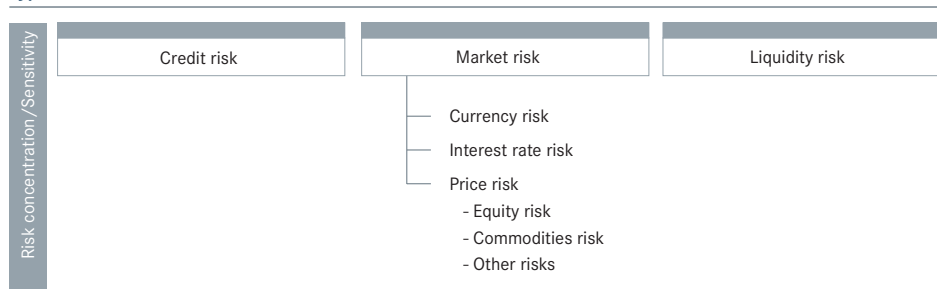 Risk concentration/Sensitivity
Credit risk
Market risk
Liquidity risk
Currency risk
Interest rate risk
Price risk
- Equity risk
- Commodities risk
- Other risks